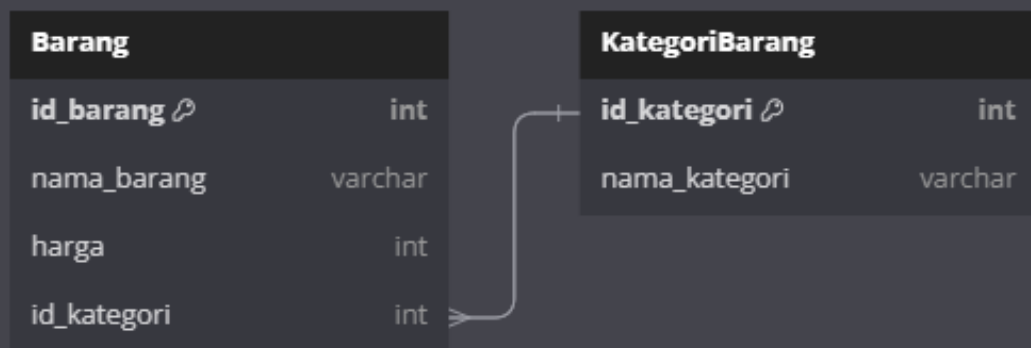 Barang
id_barang int
nama_barang varchar
harga int
id_kategori int
KategoriBarang
id_kategori int
nama_kategori varchar